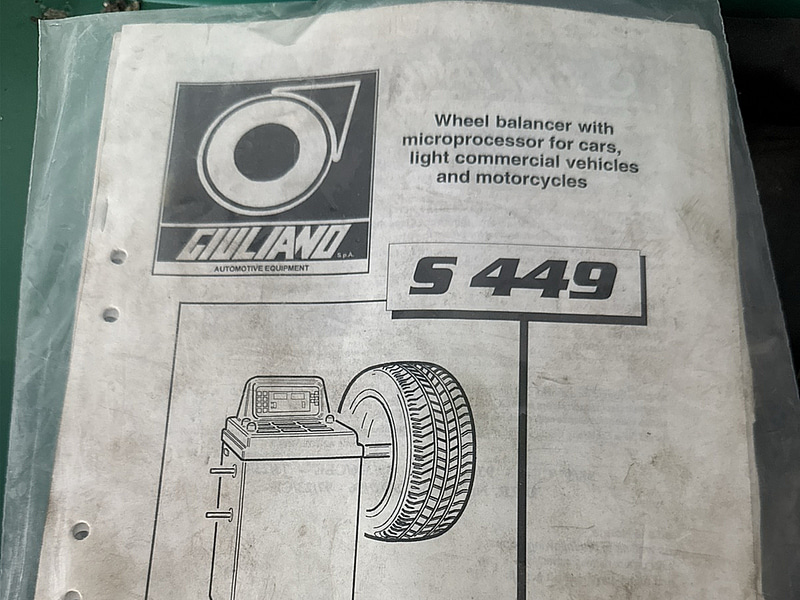 Wheel balancer with
microprocessor for cars,
light commercial vehicles
and motorcycles
GIULIANO S.p.A.
AUTOMOTIVE EQUIPMENT
S 449